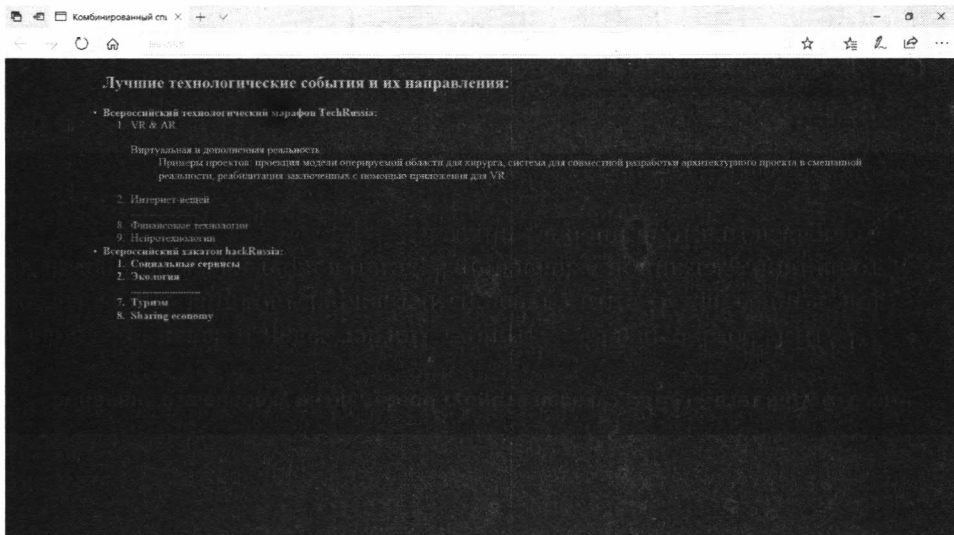 Комбинированный спи
Лучшие технологические события и их направления:
• Всероссийский технологический марафон TechRussia:
1. VR & AR
Виртуальная и дополненная реальность
Примеры проектов: проекция модели оперируемой области для хирурга, система для совместной разработки архитектурного проекта в смешанной
реальности, реабилитация заключенных с помощью приложения для VR
2. Интернет-вещей
8. Финансовые технологии
9. Нейротехнологии
• Всероссийский хакатон hackRussia:
1. Социальные сервисы
2. Экология
........................
7. Туризм
8. Sharing economy